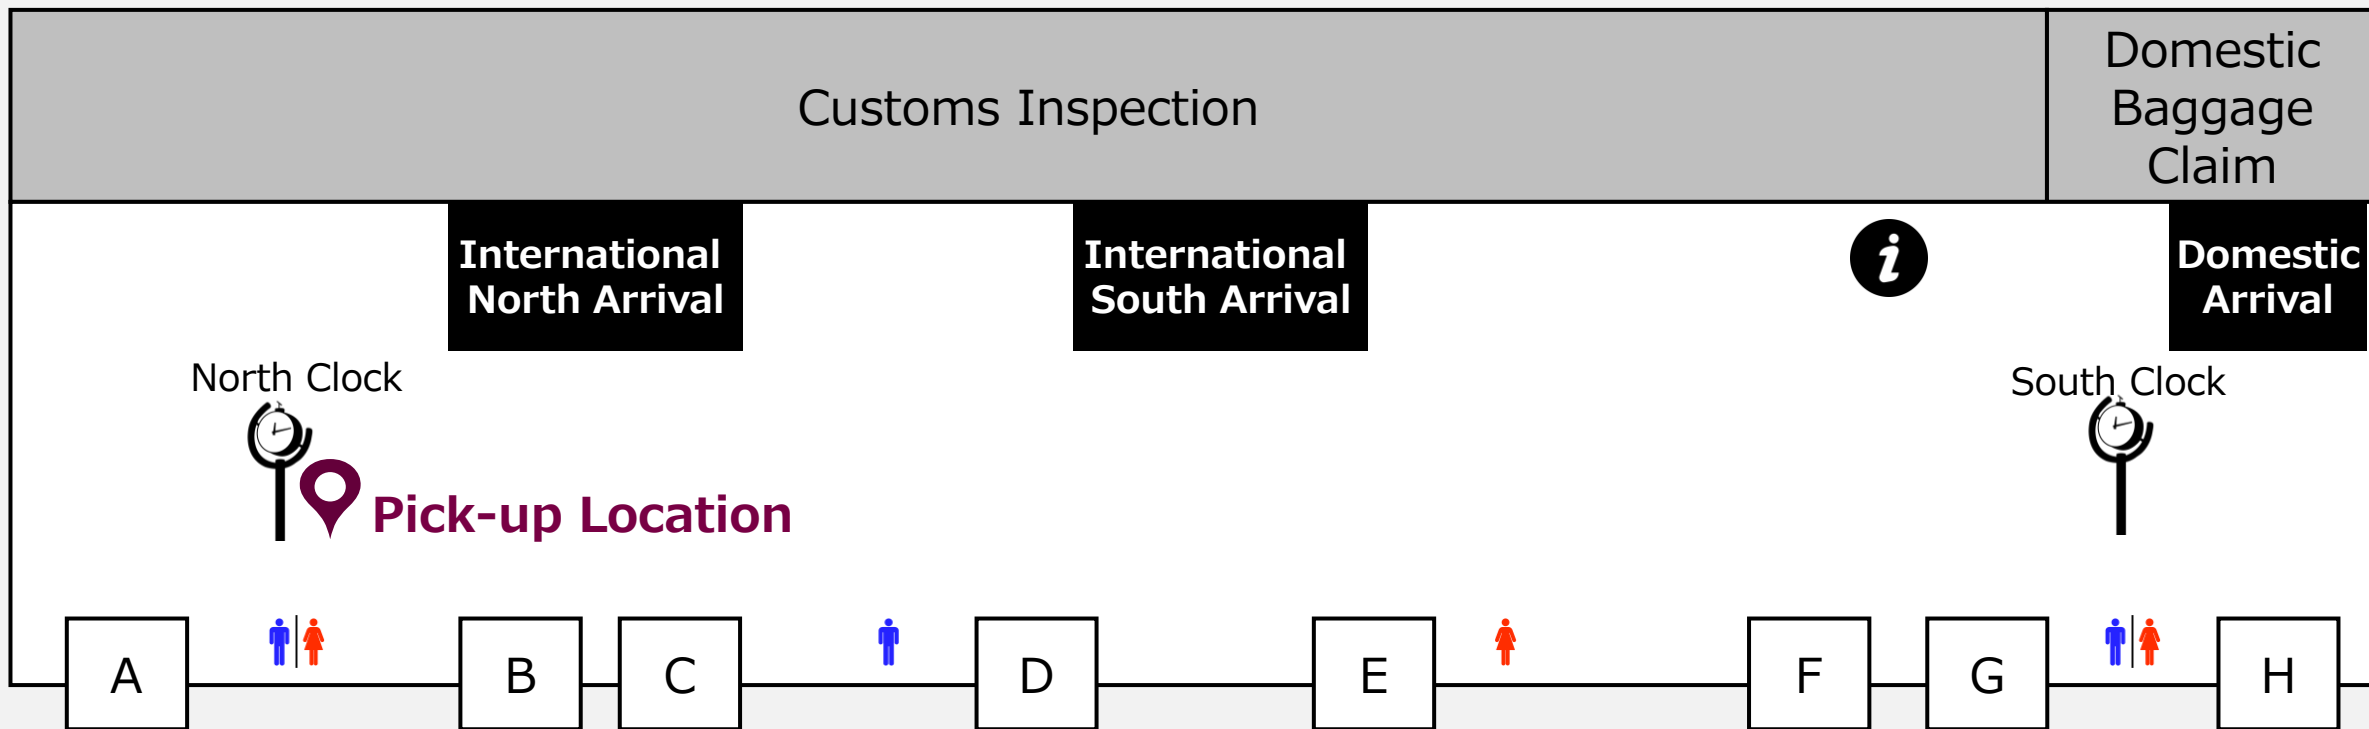 Customs Inspection
Domestic
Baggage
Claim
International
North Arrival
International
South Arrival
i
Domestic
Arrival
North Clock
South Clock
Pick-up Location
A
B
C
D
E
F
G
H